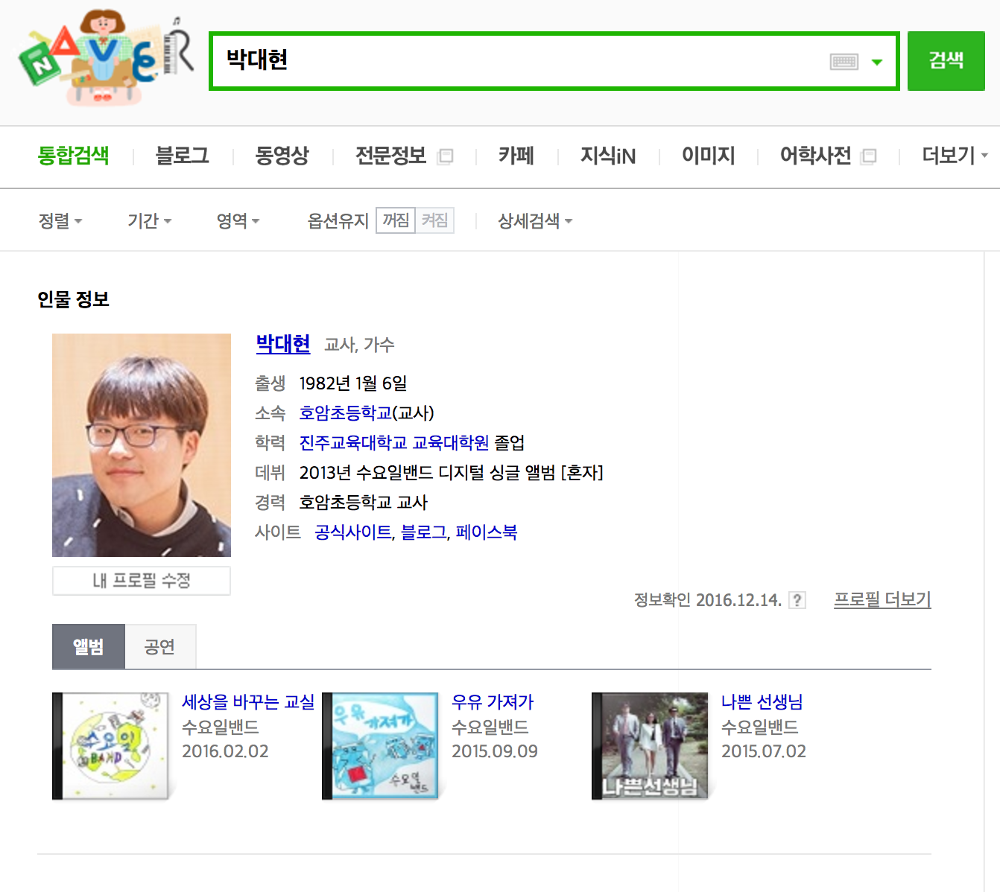 NAVER
박대현
검색
통합검색 블로그 동영상 전문정보 카페 지식iN 이미지 어학사전 더보기
정렬 기간 영역 옵션유지 꺼짐 켜짐 상세검색
인물 정보
박대현 교사, 가수
출생 1982년 1월 6일
소속 호암초등학교(교사)
학력 진주교육대학교 교육대학원 졸업
데뷔 2013년 수요일밴드 디지털 싱글 앨범 [혼자]
경력 호암초등학교 교사
사이트 공식사이트, 블로그, 페이스북
내 프로필 수정
정보확인 2016.12.14. ? 프로필 더보기
앨범 공연
수요일
BAND
세상을 바꾸는 교실
수요일밴드
2016.02.02
우유 가져가
수요일
밴드
우유 가져가
수요일밴드
2015.09.09
나쁜선생님
나쁜 선생님
수요일밴드
2015.07.02